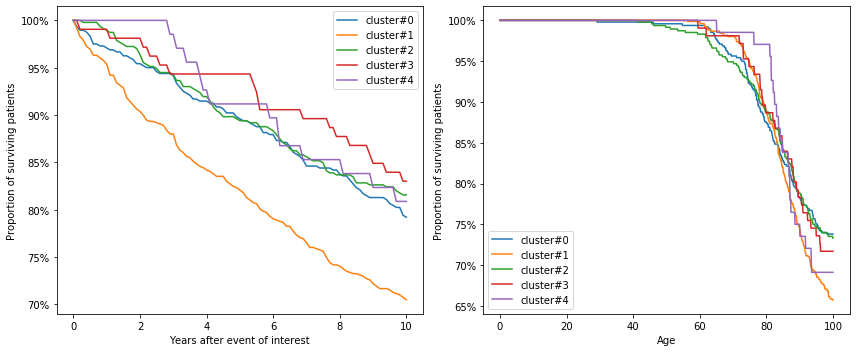 100%
95%
90%
85%
80%
75%
70%
0
2
4
6
8
10
Proportion of surviving patients
Years after event of interest
cluster#0
cluster#1
cluster#2
cluster#3
cluster#4
100%
95%
90%
85%
80%
75%
70%
65%
0
20
40
60
80
100
Proportion of surviving patients
Age
cluster#0
cluster#1
cluster#2
cluster#3
cluster#4